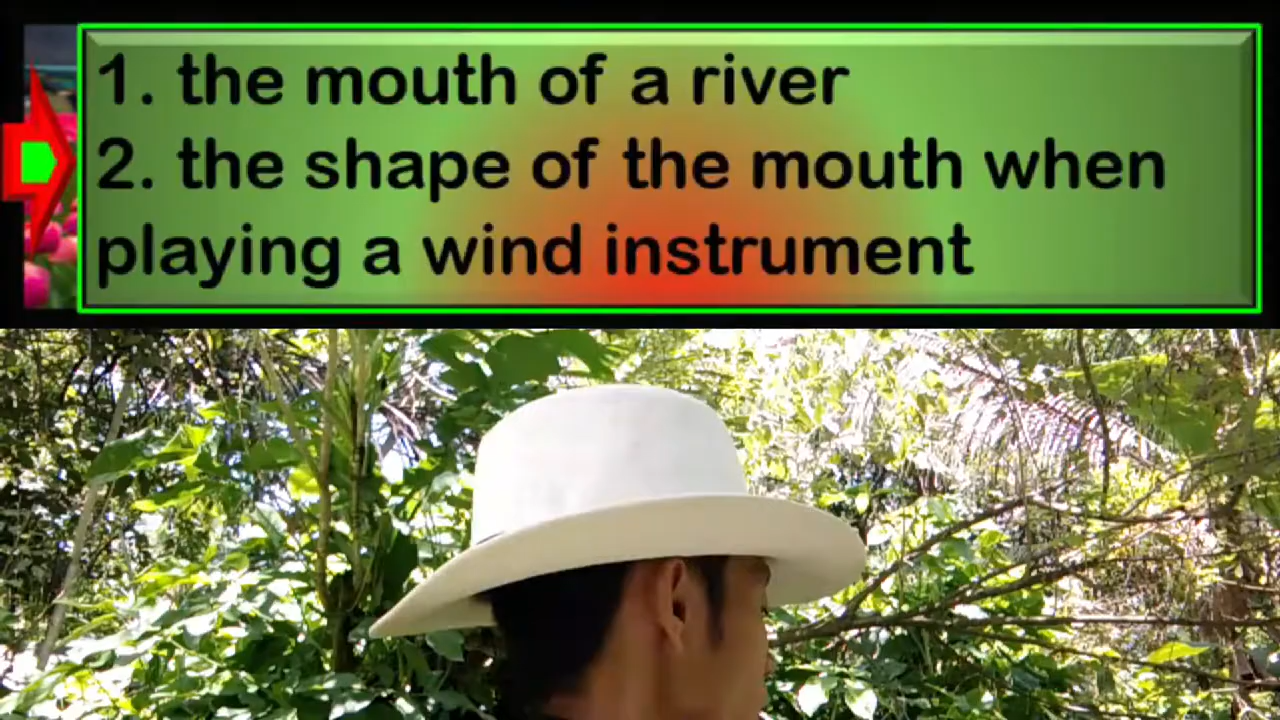 1. the mouth of a river
2. the shape of the mouth when
playing a wind instrument